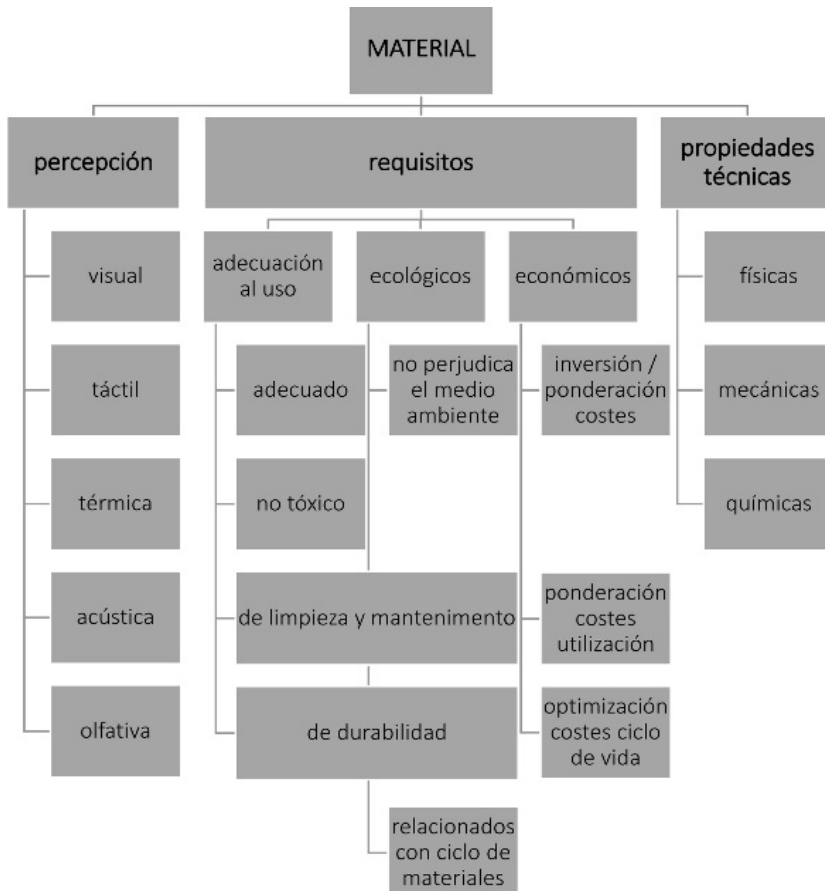 MATERIAL
percepción
requisitos
propiedades
técnicas
visual
táctil
térmica
acústica
olfativa
adecuación
al uso
ecológicos
económicos
adecuado
no tóxico
no perjudica
el medio
ambiente
inversión /
ponderación
costes
de limpieza y mantenimento
de durabilidad
ponderación
costes
utilización
optimización
costes ciclo
de vida
relacionados
con ciclo de
materiales
físicas
mecánicas
químicas